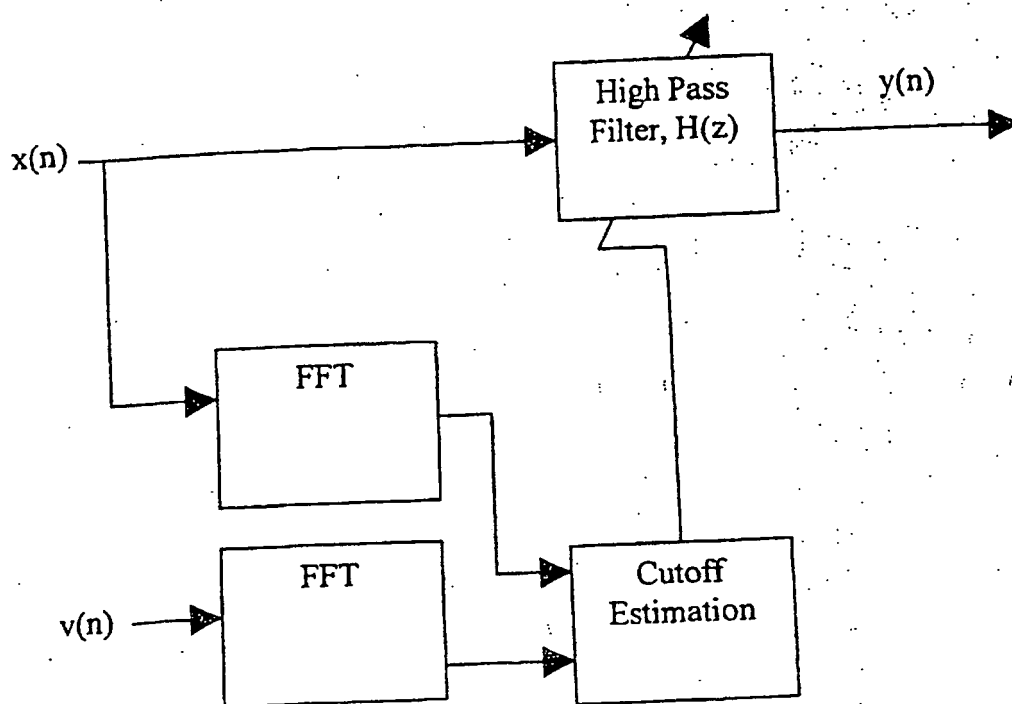 High Pass
Filter, H(z)
y(n)
x(n)
FFT
FFT
v(n)
Cutoff
Estimation